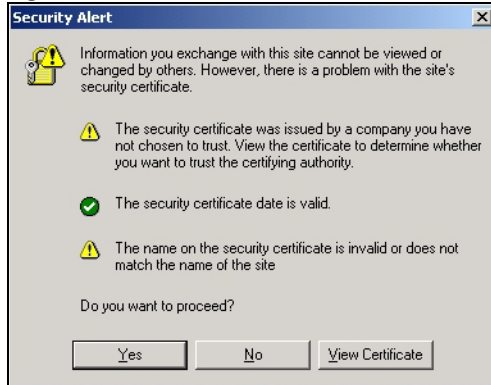 Security Alert
Information you exchange with this site cannot be viewed or
changed by others. However, there is a problem with the site's
security certificate.
The security certificate was issued by a company you have
not chosen to trust. View the certificate to determine whether
you want to trust the certifying authority.
The security certificate date is valid.
The name on the security certificate is invalid or does not
match the name of the site
Do you want to proceed?
Yes No View Certificate